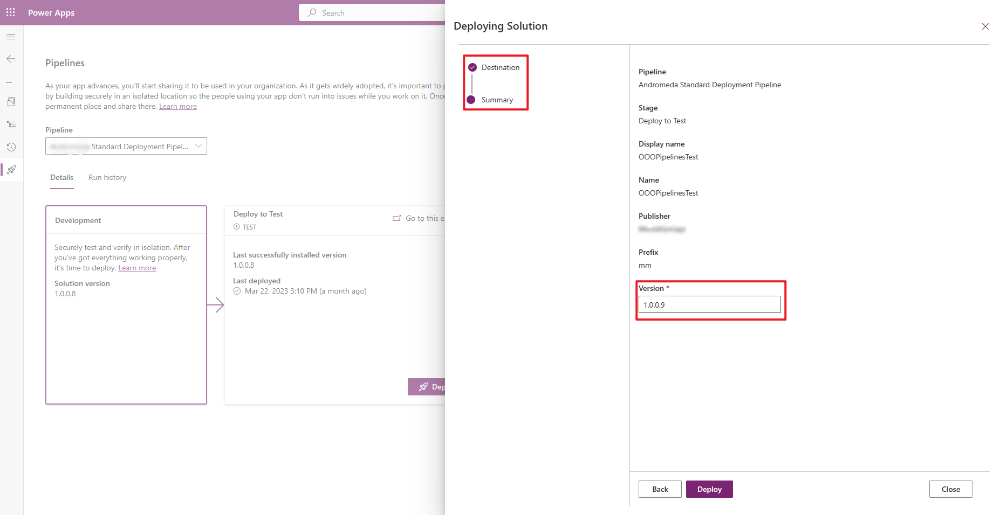 Power Apps
Search
Pipelines
As your app advances, you'll start sharing it to be used in your organization. As it gets widely adopted, it's important to p
by building securely in an isolated location so the people using your app don't run into issues while you work on it. Once
permanent place and share there. Learn more
Pipeline
Standard Deployment Pipel...
Details
Run history
Development
Securely test and verify in isolation. After
you've got everything working properly,
it's time to deploy. Learn more
Solution version
1.0.0.8
Deploy to Test
TEST
Go to this e
Last successfully installed version
1.0.0.8
Last deployed
Mar 22, 2023 3:10 PM (a month ago)
Dep
Deploying Solution
Destination
Summary
Pipeline
Andromeda Standard Deployment Pipeline
Stage
Deploy to Test
Display name
OOOPipelinesTest
Name
OOOPipelinesTest
Publisher
Prefix
mm
Version *
1.0.0.9
Back
Deploy
Close